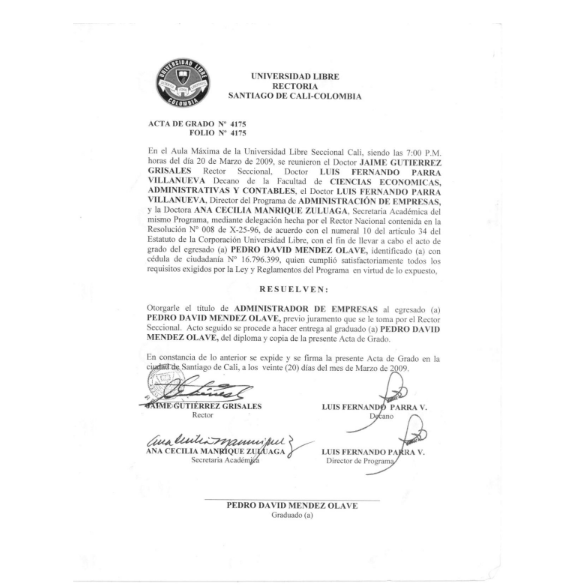 UNIVERSIDAD LIBRE
COLOMBIA
UNIVERSIDAD LIBRE
RECTORIA
SANTIAGO DE CALI-COLOMBIA
ACTA DE GRADO Nº 4175
FOLIO Nº 4175
En el Aula Máxima de la Universidad Libre Seccional Cali, siendo las 7:00 P.M.
horas del día 20 de Marzo de 2009, se reunieron el Doctor JAIME GUTIERREZ
GRISALES Rector Seccional, Doctor LUIS FERNANDO PARRA
VILLANUEVA Decano de la Facultad de CIENCIAS ECONOMICAS,
ADMINISTRATIVAS Y CONTABLES, el Doctor LUIS FERNANDO PARRA
VILLANUEVA, Director del Programa de ADMINISTRACIÓN DE EMPRESAS,
y la Doctora ANA CECILIA MANRIQUE ZULUAGA, Secretaria Académica del
mismo Programa, mediante delegación hecha por el Rector Nacional contenida en la
Resolución Nº 008 de X-25-96, de acuerdo con el numeral 10 del artículo 34 del
Estatuto de la Corporación Universidad Libre, con el fin de llevar a cabo el acto de
grado del egresado (a) PEDRO DAVID MENDEZ OLAVE, identificado (a) con
cédula de ciudadanía Nº 16.796.399, quien cumplió satisfactoriamente todos los
requisitos exigidos por la Ley y Reglamentos del Programa en virtud de lo expuesto,
RESUELVEN:
Otorgarle el título de ADMINISTRADOR DE EMPRESAS al egresado (a)
PEDRO DAVID MENDEZ OLAVE, previo juramento que se le toma por el Rector
Seccional. Acto seguido se procede a hacer entrega al graduado (a) PEDRO DAVID
MENDEZ OLAVE, del diploma y copia de la presente Acta de Grado.
En constancia de lo anterior se expide y se firma la presente Acta de Grado en la
ciudad de Santiago de Cali, a los veinte (20) días del mes de Marzo de 2009.
JAIME GUTIÉRREZ GRISALES
Rector
LUIS FERNANDO PARRA V.
Decano
Ana Cecilia Manrique Z
ANA CECILIA MANRIQUE ZULUAGA
Secretaria Académica
LUIS FERNANDO PARRA V.
Director de Programa
PEDRO DAVID MENDEZ OLAVE
Graduado (a)